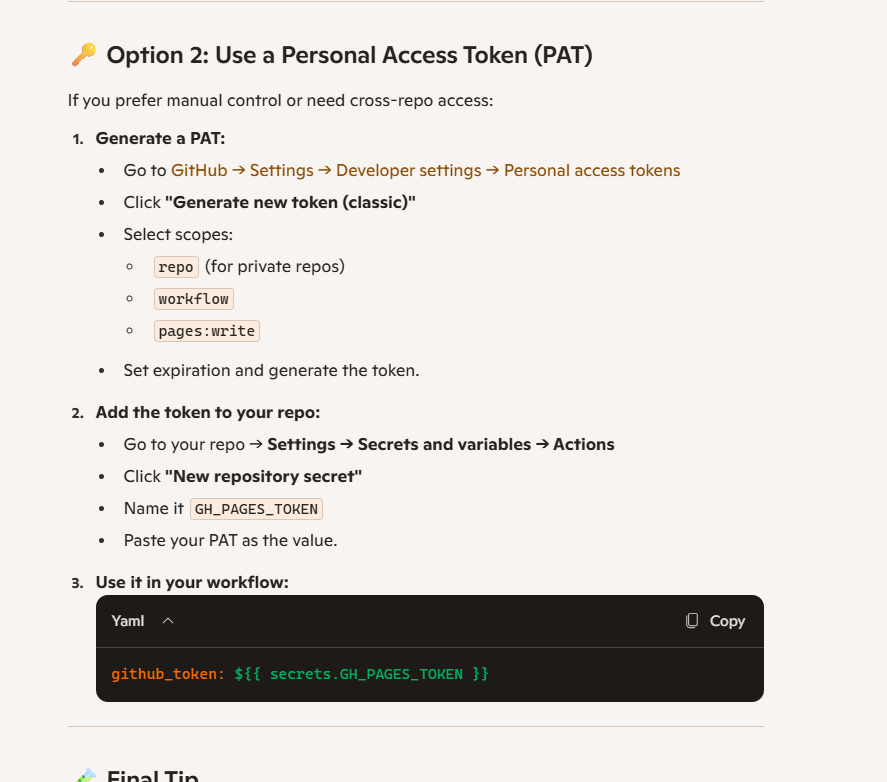 🔑 Option 2: Use a Personal Access Token (PAT)
If you prefer manual control or need cross-repo access:
1. Generate a PAT:
• Go to GitHub → Settings → Developer settings → Personal access tokens
• Click "Generate new token (classic)"
• Select scopes:
◦ repo (for private repos)
◦ workflow
◦ pages:write
• Set expiration and generate the token.
2. Add the token to your repo:
• Go to your repo → Settings → Secrets and variables → Actions
• Click "New repository secret"
• Name it GH_PAGES_TOKEN
• Paste your PAT as the value.
3. Use it in your workflow:
Yaml Copy
github_token: ${{ secrets.GH_PAGES_TOKEN }}
Final Tip